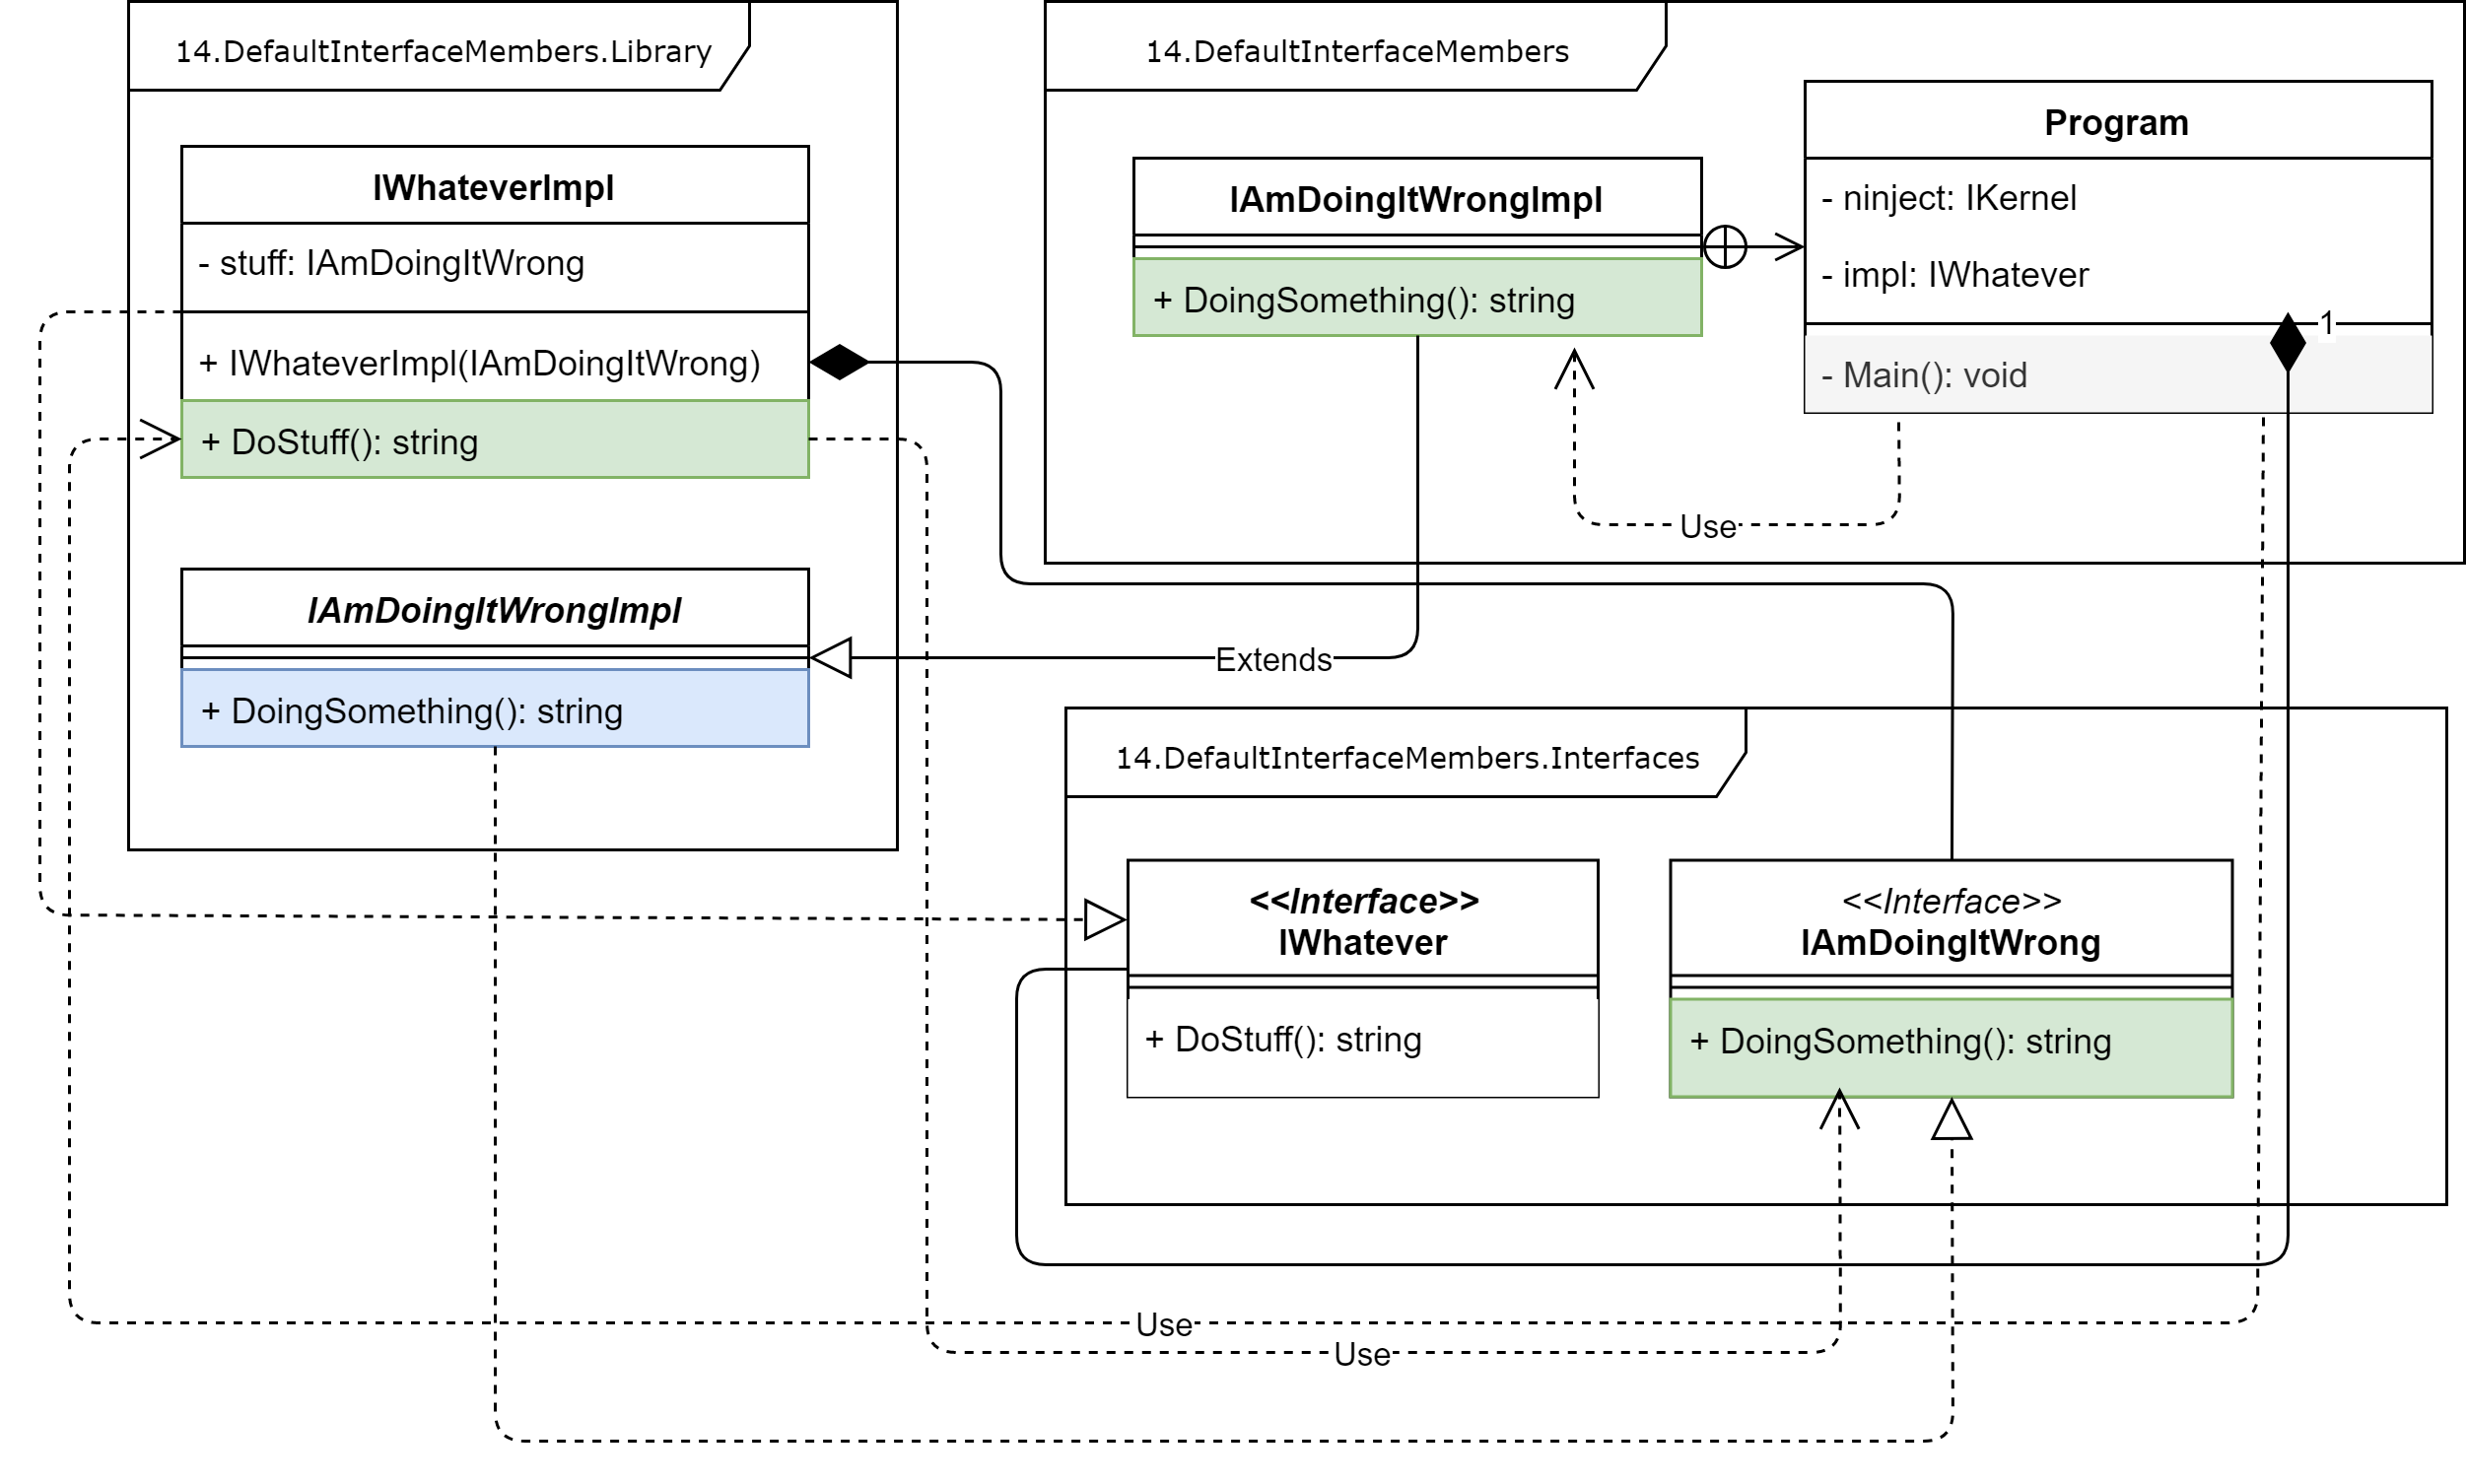 14.DefaultInterfaceMembers.Library
IWhateverImpl
- stuff: IAmDoingItWrong
+ IWhateverImpl(IAmDoingItWrong)
+ DoStuff(): string
IAmDoingItWrongImpl
+ DoingSomething(): string
14.DefaultInterfaceMembers
IAmDoingItWrongImpl
+ DoingSomething(): string
Program
- ninject: IKernel
- impl: IWhatever
1
- Main(): void
Use
Extends
14.DefaultInterfaceMembers.Interfaces
<<Interface>>
IWhatever
+ DoStuff(): string
<<Interface>>
IAmDoingItWrong
+ DoingSomething(): string
Use
Use